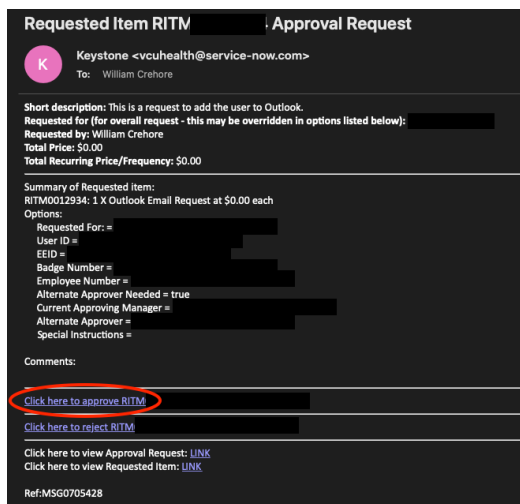 Requested Item RITM Approval Request
K
Keystone <vcuhealth@service-now.com>
To: William Crehore
Short description: This is a request to add the user to Outlook.
Requested for (for overall request - this may be overridden in options listed below):
Requested by: William Crehore
Total Price: $0.00
Total Recurring Price/Frequency: $0.00
Summary of Requested item:
RITM0012934: 1 X Outlook Email Request at $0.00 each
Options:
Requested For: =
User ID =
EEID =
Badge Number =
Employee Number =
Alternate Approver Needed = true
Current Approving Manager =
Alternate Approver =
Special Instructions =
Comments:
Click here to approve RITM
Click here to reject RITM
Click here to view Approval Request: LINK
Click here to view Requested Item: LINK
Ref:MSG0705428